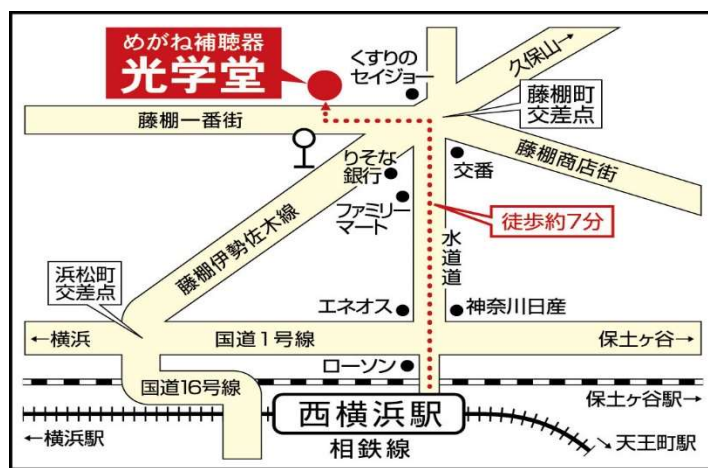 めがね補聴器
光学堂
くすりの
セイジョー
久保山→
藤棚町
交差点
藤棚一番街
藤棚商店街
りそな
銀行
交番
ファミリー
マート
徒歩約7分
水道道
藤棚伊勢佐木線
浜松町
交差点
エネオス
神奈川日産
←横浜
国道1号線
保土ヶ谷→
ローソン
国道16号線
保土ヶ谷駅→
西横浜駅
←横浜駅
相鉄線
→天王町駅